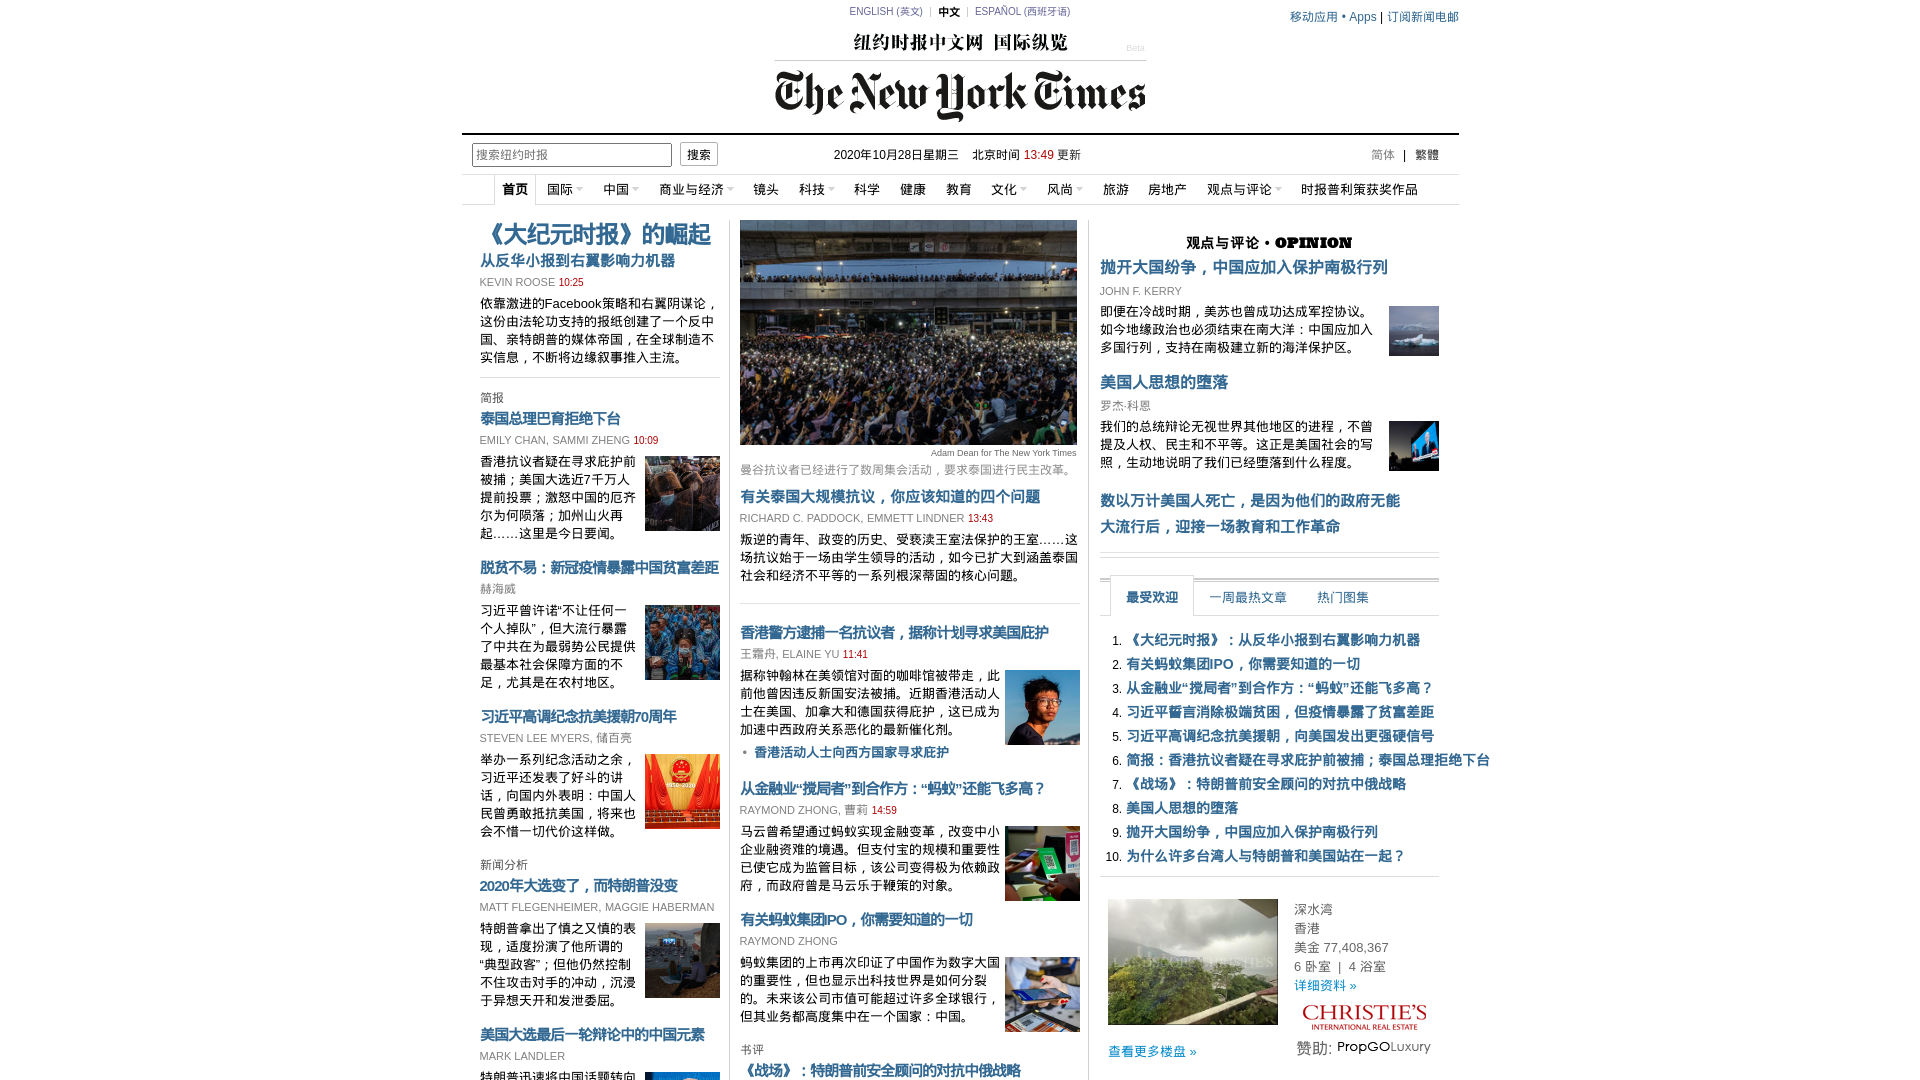 ENGLISH (英文)
中文
ESPAÑOL (西班牙语)
移动应用 • Apps | 订阅新闻电邮
纽约时报中文网 国际纵览
Beta
The New York Times
搜索纽约时报
搜索
2020年10月28日星期三 北京时间 13:49 更新
简体 | 繁體
首页 国际 中国 商业与经济 镜头 科技 科学 健康 教育 文化 风尚 旅游 房地产 观点与评论 时报普利策获奖作品
《大纪元时报》的崛起
从反华小报到右翼影响力机器
KEVIN ROOSE 10:25
依靠激进的Facebook策略和右翼阴谋论，
这份由法轮功支持的报纸创建了一个反中
国、亲特朗普的媒体帝国，在全球制造不
实信息，不断将边缘叙事推入主流。
简报
泰国总理巴育拒绝下台
EMILY CHAN, SAMMI ZHENG 10:09
香港抗议者疑在寻求庇护前
被捕；美国大选近7千万人
提前投票；激怒中国的厄齐
尔为何陨落；加州山火再
起……这里是今日要闻。
脱贫不易：新冠疫情暴露中国贫富差距
赫海威
习近平曾许诺“不让任何一
个人掉队”，但大流行暴露
了中共在为最弱势公民提供
最基本社会保障方面的不
足，尤其是在农村地区。
习近平高调纪念抗美援朝70周年
STEVEN LEE MYERS, 储百亮
举办一系列纪念活动之余，
习近平还发表了好斗的讲
话，向国内外表明：中国人
民曾勇敢抵抗美国，将来也
会不惜一切代价这样做。
新闻分析
2020年大选变了，而特朗普没变
MATT FLEGENHEIMER, MAGGIE HABERMAN
特朗普拿出了慎之又慎的表
现，适度扮演了他所谓的
“典型政客”；但他仍然控制
不住攻击对手的冲动，沉浸
于异想天开和发泄委屈。
美国大选最后一轮辩论中的中国元素
MARK LANDLER
特朗普迅速将中国话题转向
Adam Dean for The New York Times
曼谷抗议者已经进行了数周集会活动，要求泰国进行民主改革。
有关泰国大规模抗议，你应该知道的四个问题
RICHARD C. PADDOCK, EMMETT LINDNER 13:43
叛逆的青年、政变的历史、受亵渎王室法保护的王室……这
场抗议始于一场由学生领导的活动，如今已扩大到涵盖泰国
社会和经济不平等的一系列根深蒂固的核心问题。
香港警方逮捕一名抗议者，据称计划寻求美国庇护
王霜舟, ELAINE YU 11:41
据称钟翰林在美领馆对面的咖啡馆被带走，此
前他曾因违反新国安法被捕。近期香港活动人
士在美国、加拿大和德国获得庇护，这已成为
加速中西政府关系恶化的最新催化剂。
• 香港活动人士向西方国家寻求庇护
从金融业“搅局者”到合作方：“蚂蚁”还能飞多高？
RAYMOND ZHONG, 曹莉 14:59
马云曾希望通过蚂蚁实现金融变革，改变中小
企业融资难的境遇。但支付宝的规模和重要性
已使它成为监管目标，该公司变得极为依赖政
府，而政府曾是马云乐于鞭策的对象。
有关蚂蚁集团IPO，你需要知道的一切
RAYMOND ZHONG
蚂蚁集团的上市再次印证了中国作为数字大国
的重要性，但也显示出科技世界是如何分裂
的。未来该公司市值可能超过许多全球银行，
但其业务都高度集中在一个国家：中国。
书评
《战场》：特朗普前安全顾问的对抗中俄战略
观点与评论 • OPINION
抛开大国纷争，中国应加入保护南极行列
JOHN F. KERRY
即便在冷战时期，美苏也曾成功达成军控协议。
如今地缘政治也必须结束在南大洋：中国应加入
多国行列，支持在南极建立新的海洋保护区。
美国人思想的堕落
罗杰·科恩
我们的总统辩论无视世界其他地区的进程，不曾
提及人权、民主和不平等。这正是美国社会的写
照，生动地说明了我们已经堕落到什么程度。
数以万计美国人死亡，是因为他们的政府无能
大流行后，迎接一场教育和工作革命
最受欢迎 一周最热文章 热门图集
1. 《大纪元时报》：从反华小报到右翼影响力机器
2. 有关蚂蚁集团IPO，你需要知道的一切
3. 从金融业“搅局者”到合作方：“蚂蚁”还能飞多高？
4. 习近平誓言消除极端贫困，但疫情暴露了贫富差距
5. 习近平高调纪念抗美援朝，向美国发出更强硬信号
6. 简报：香港抗议者疑在寻求庇护前被捕；泰国总理拒绝下台
7. 《战场》：特朗普前安全顾问的对抗中俄战略
8. 美国人思想的堕落
9. 抛开大国纷争，中国应加入保护南极行列
10. 为什么许多台湾人与特朗普和美国站在一起？
深水湾
香港
美金 77,408,367
6 卧室 | 4 浴室
详细资料 »
CHRISTIE'S
INTERNATIONAL REAL ESTATE
查看更多楼盘 »
赞助: PropGOLuxury